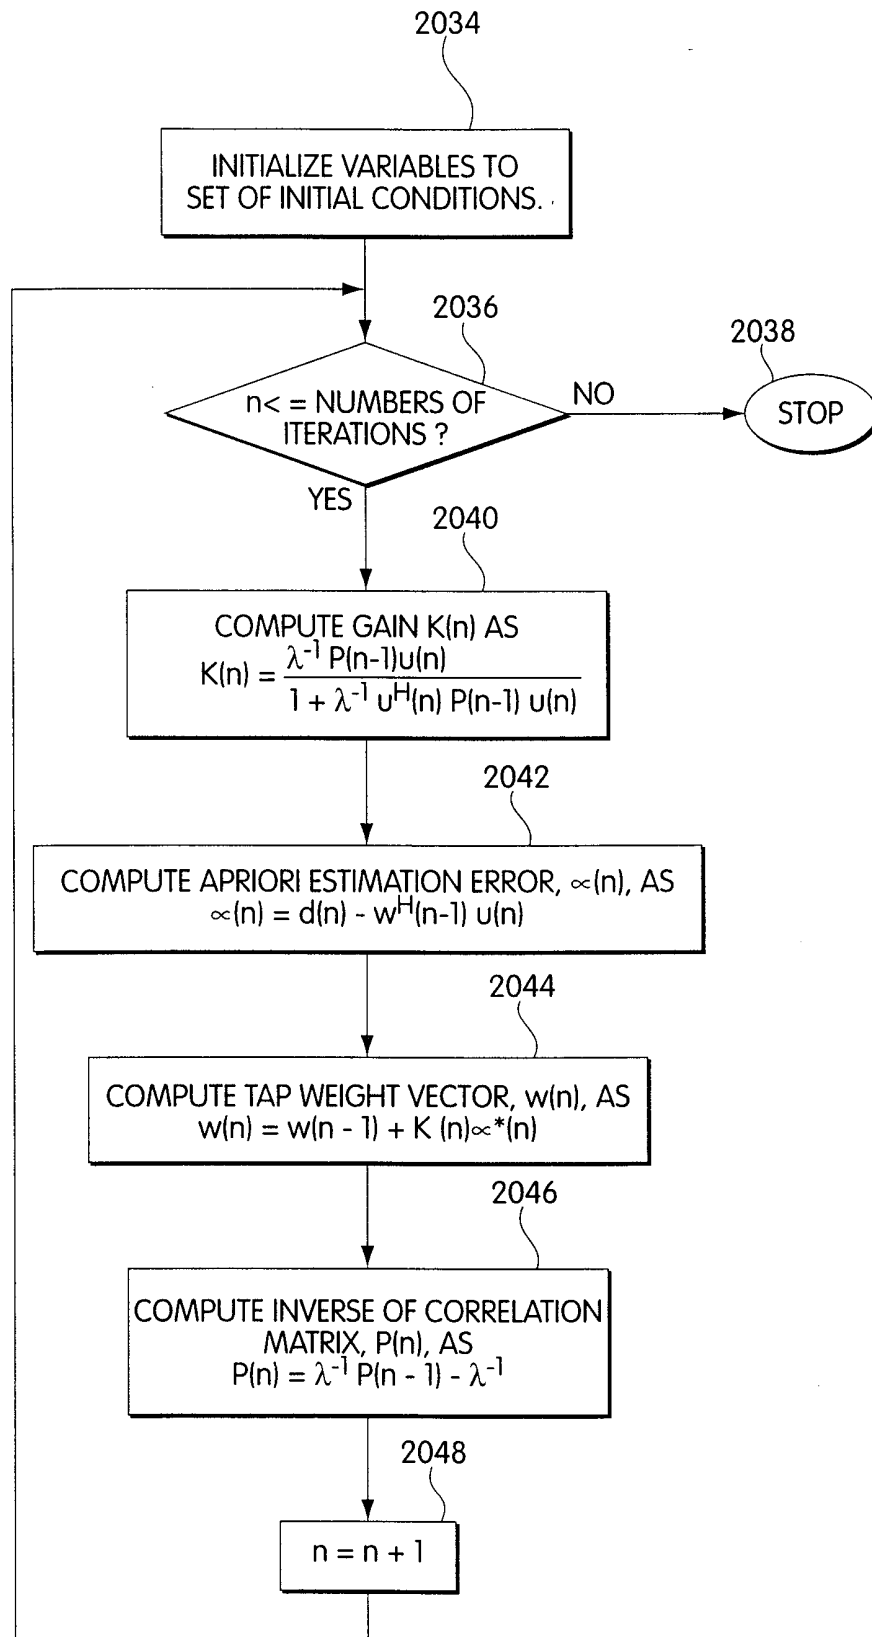 2034
INITIALIZE VARIABLES TO
SET OF INITIAL CONDITIONS.
2036
n< = NUMBERS OF
ITERATIONS ?
NO
2038
STOP
YES
2040
COMPUTE GAIN K(n) AS
K(n) = λ⁻¹ P(n-1)u(n) / 1 + λ⁻¹ u^H(n) P(n-1) u(n)
2042
COMPUTE APRIORI ESTIMATION ERROR, ∝(n), AS
∝(n) = d(n) - w^H(n-1) u(n)
2044
COMPUTE TAP WEIGHT VECTOR, w(n), AS
w(n) = w(n - 1) + K (n)∝*(n)
2046
COMPUTE INVERSE OF CORRELATION
MATRIX, P(n), AS
P(n) = λ⁻¹ P(n - 1) - λ⁻¹
2048
n = n + 1